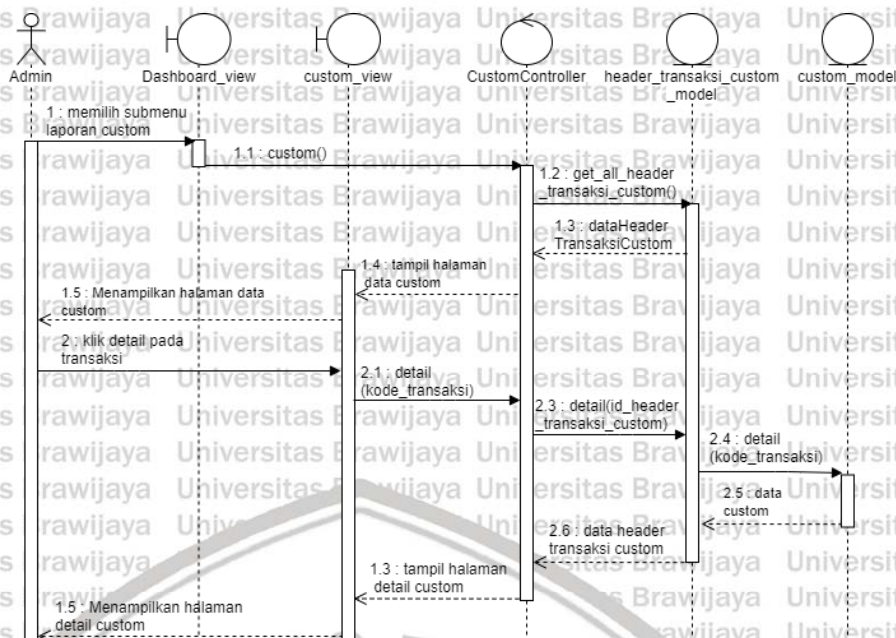 Admin
Dashboard_view
custom_view
CustomController
header_transaksi_custom
_model
custom_model
1 : memilih submenu
laporan custom
1.1 : custom()
1.2 : get_all_header
_transaksi_custom()
1.3 : dataHeader
TransaksiCustom
1.4 : tampil halaman
data custom
1.5 : Menampilkan halaman data
custom
2 : klik detail pada
transaksi
2.1 : detail
(kode_transaksi)
2.3 : detail(id_header
_transaksi_custom)
2.4 : detail
(kode_transaksi)
2.5 : data
custom
2.6 : data header
transaksi custom
1.3 : tampil halaman
detail custom
1.5 : Menampilkan halaman
detail custom